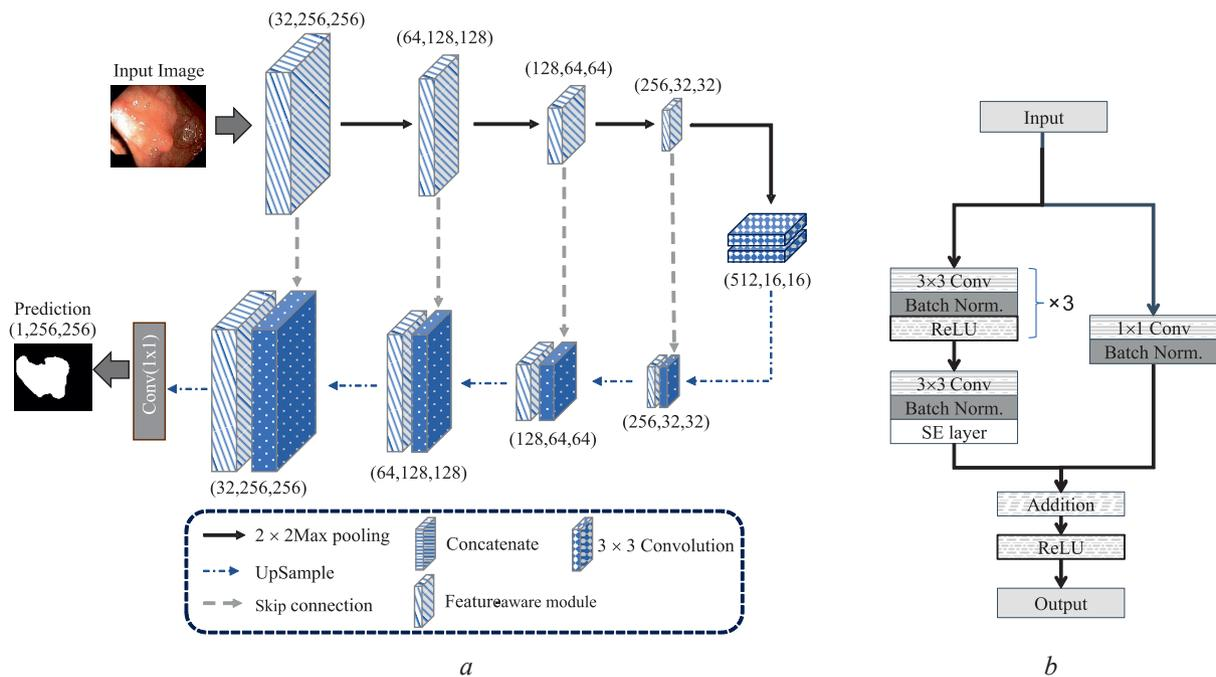 (32,256,256)
(64,128,128)
(128,64,64)
(256,32,32)
Input Image
(512,16,16)
Prediction
(1,256,256)
Conv(1x1)
(32,256,256)
(64,128,128)
(128,64,64)
(256,32,32)
2 × 2Max pooling
Concatenate
3 × 3 Convolution
UpSample
Skip connection
Feature-aware module
a
Input
3×3 Conv
Batch Norm.
ReLU
×3
1×1 Conv
Batch Norm.
3×3 Conv
Batch Norm.
SE layer
Addition
ReLU
Output
b